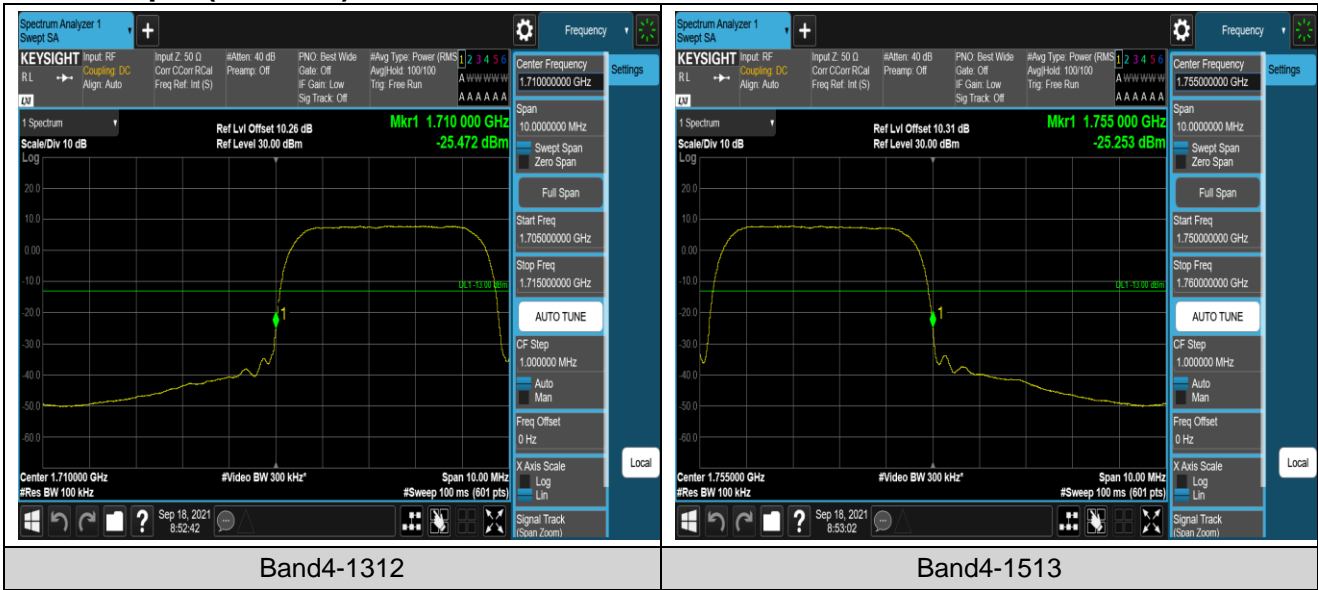 Spectrum Analyzer 1
Swept SA
+
Frequency
KEYSIGHT
RL
LXI
Input: RF
Coupling: DC
Align: Auto
Input Z: 50 Ω
Corr CCorr RCal
Freq Ref: Int (S)
#Atten: 40 dB
Preamp: Off
PNO: Best Wide
Gate: Off
IF Gain: Low
Sig Track: Off
#Avg Type: Power (RMS
Avg|Hold: 100/100
Trig: Free Run
1 2 3 4 5 6
A W W W W W
A A A A A A
Center Frequency
1.710000000 GHz
Settings
Span
10.0000000 MHz
Swept Span
Zero Span
Full Span
Start Freq
1.705000000 GHz
Stop Freq
1.715000000 GHz
AUTO TUNE
CF Step
1.000000 MHz
Auto
Man
Freq Offset
0 Hz
X Axis Scale
Log
Lin
Signal Track
(Span Zoom)
Local
1 Spectrum
Scale/Div 10 dB
Log
Ref Lvl Offset 10.26 dB
Ref Level 30.00 dBm
Mkr1 1.710 000 GHz
-25.472 dBm
20.0
10.0
0.00
-10.0
-20.0
-30.0
-40.0
-50.0
-60.0
DL1 -13.00 dBm
1
Center 1.710000 GHz
#Res BW 100 kHz
#Video BW 300 kHz*
Span 10.00 MHz
#Sweep 100 ms (601 pts)
?
Sep 18, 2021
8:52:42
Band4-1312
Spectrum Analyzer 1
Swept SA
+
Frequency
KEYSIGHT
RL
LXI
Input: RF
Coupling: DC
Align: Auto
Input Z: 50 Ω
Corr CCorr RCal
Freq Ref: Int (S)
#Atten: 40 dB
Preamp: Off
PNO: Best Wide
Gate: Off
IF Gain: Low
Sig Track: Off
#Avg Type: Power (RMS
Avg|Hold: 100/100
Trig: Free Run
1 2 3 4 5 6
A W W W W W
A A A A A A
Center Frequency
1.755000000 GHz
Settings
Span
10.0000000 MHz
Swept Span
Zero Span
Full Span
Start Freq
1.750000000 GHz
Stop Freq
1.760000000 GHz
AUTO TUNE
CF Step
1.000000 MHz
Auto
Man
Freq Offset
0 Hz
X Axis Scale
Log
Lin
Signal Track
(Span Zoom)
Local
1 Spectrum
Scale/Div 10 dB
Log
Ref Lvl Offset 10.31 dB
Ref Level 30.00 dBm
Mkr1 1.755 000 GHz
-25.253 dBm
20.0
10.0
0.00
-10.0
-20.0
-30.0
-40.0
-50.0
-60.0
DL1 -13.00 dBm
1
Center 1.755000 GHz
#Res BW 100 kHz
#Video BW 300 kHz*
Span 10.00 MHz
#Sweep 100 ms (601 pts)
?
Sep 18, 2021
8:53:02
Band4-1513